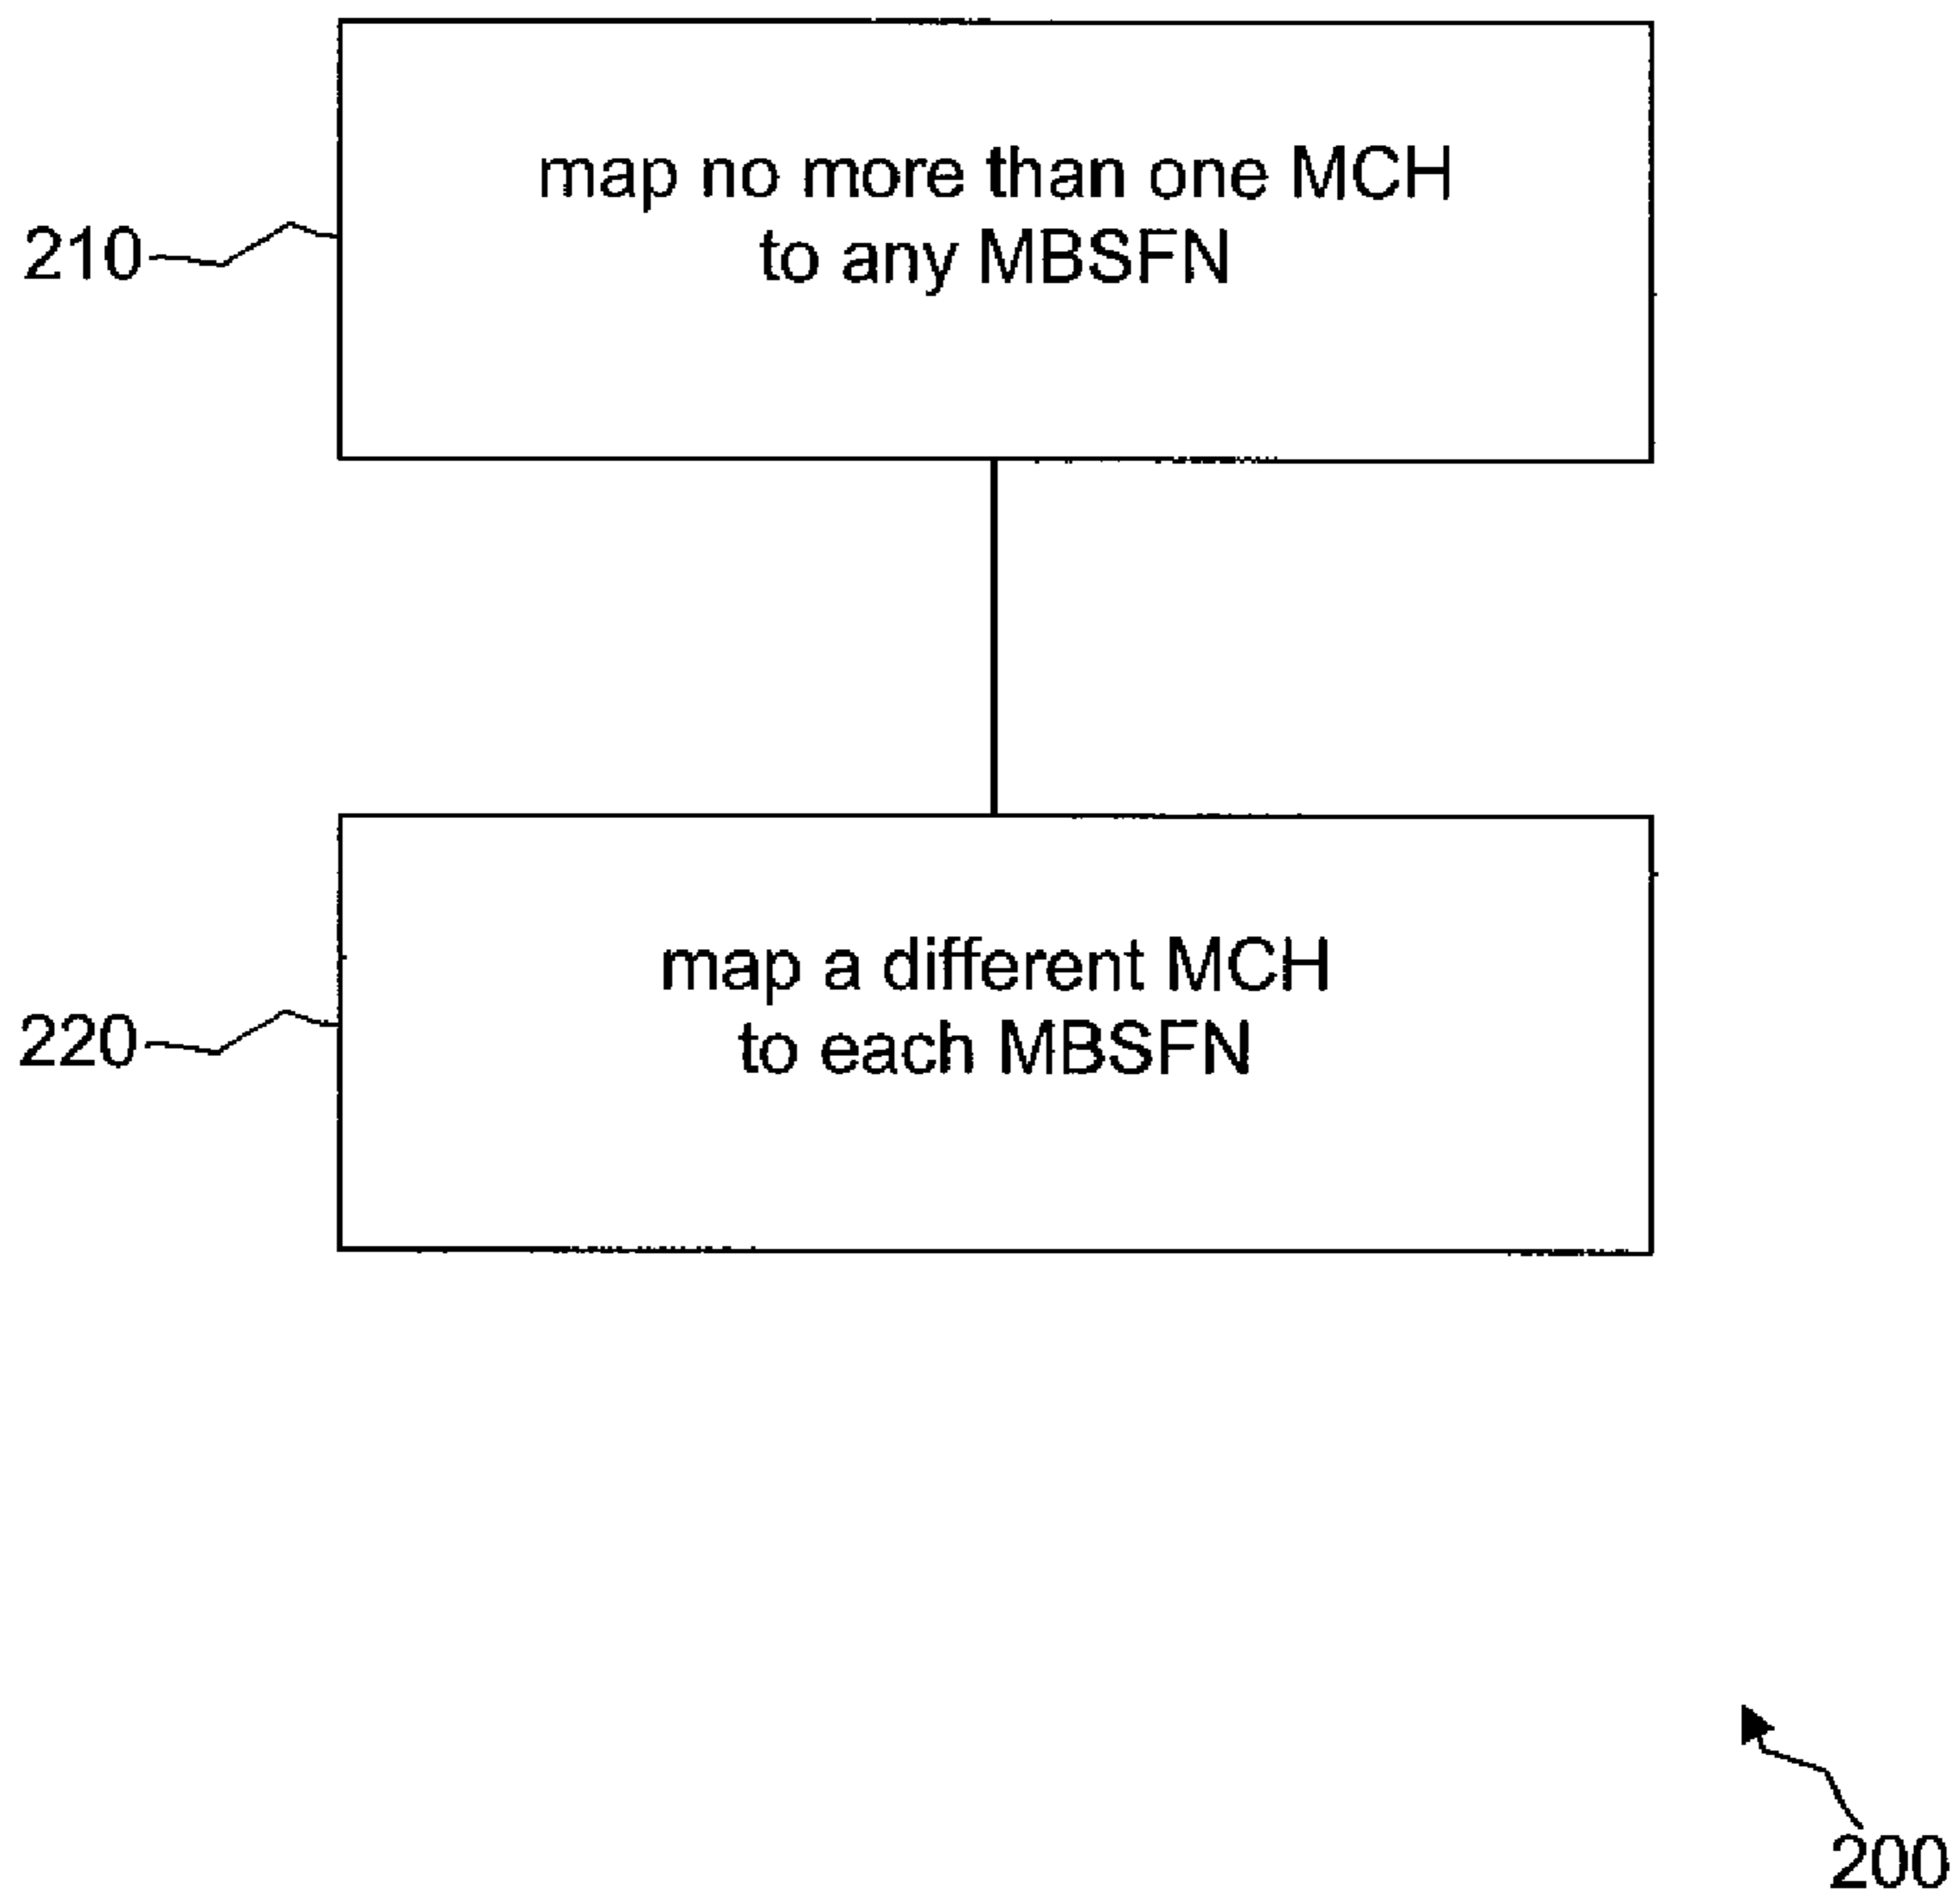 map no more than one MCH
to any MBSFN
210
map a different MCH
to each MBSFN
220
200